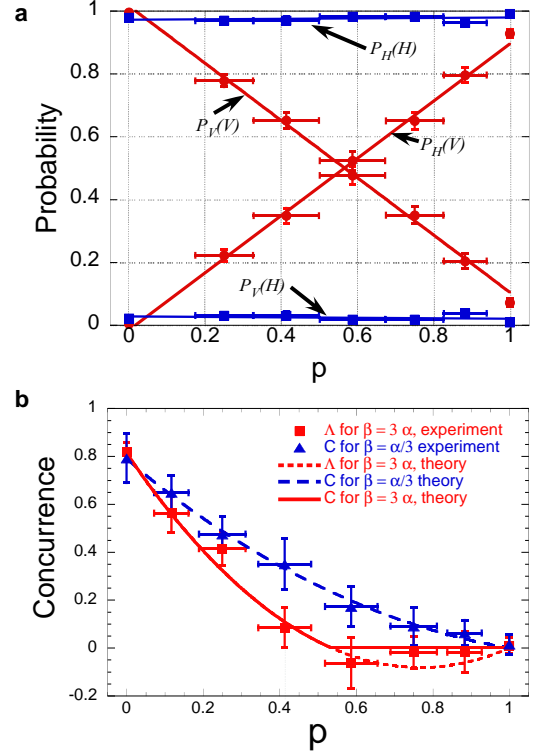 a
1
0.8
0.6
0.4
0.2
0
Probability
P_H(H)
P_V(V)
P_H(V)
P_V(H)
0 0.2 0.4 0.6 0.8 1
p
b
1
0.8
0.6
0.4
0.2
0
-0.2
Concurrence
Λ for β = 3 α, experiment
C for β = α/3 experiment
Λ for β = 3 α, theory
C for β = α/3 theory
C for β = 3 α, theory
0 0.2 0.4 0.6 0.8 1
p